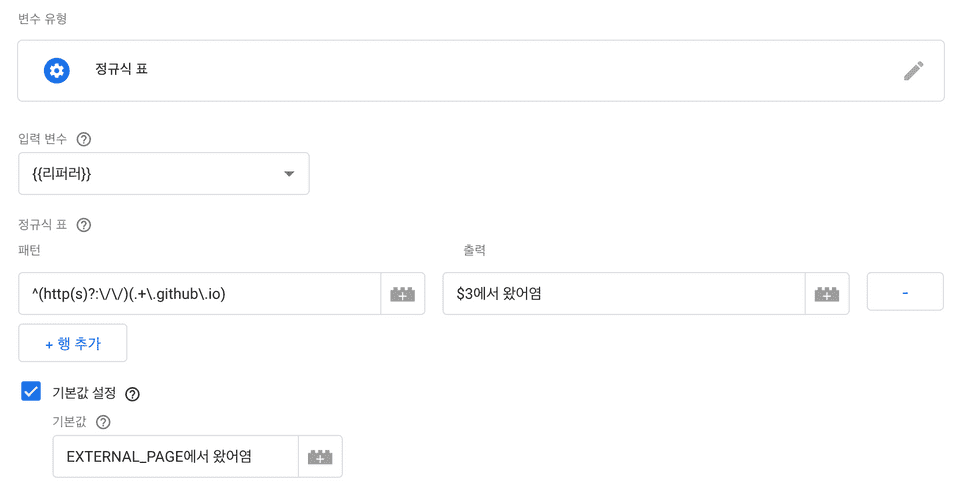 변수 유형
정규식 표
입력 변수
{{리퍼러}}
정규식 표
패턴 출력
^(http(s)?:\/\/)(.+\.github\.io) $3에서 왔어염 -
+ 행 추가
기본값 설정
기본값
EXTERNAL_PAGE에서 왔어염